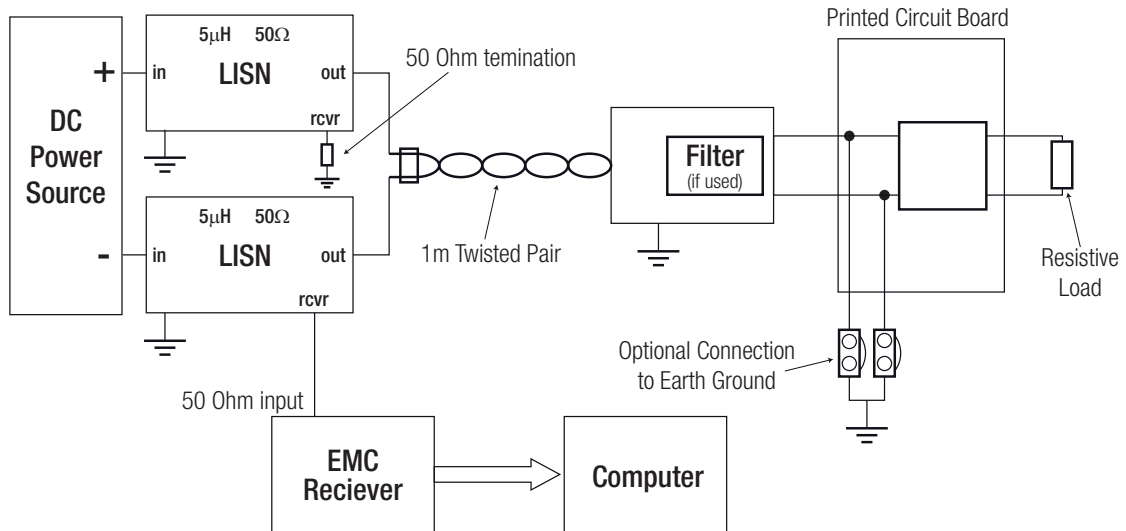 Printed Circuit Board
5µH 50Ω
50 Ohm temination
+
in
LISN
out
DC
Power
Source
rcvr
Filter
(if used)
5µH 50Ω
-
in
LISN
out
1m Twisted Pair
rcvr
Resistive
Load
Optional Connection
to Earth Ground
50 Ohm input
EMC
Reciever
Computer